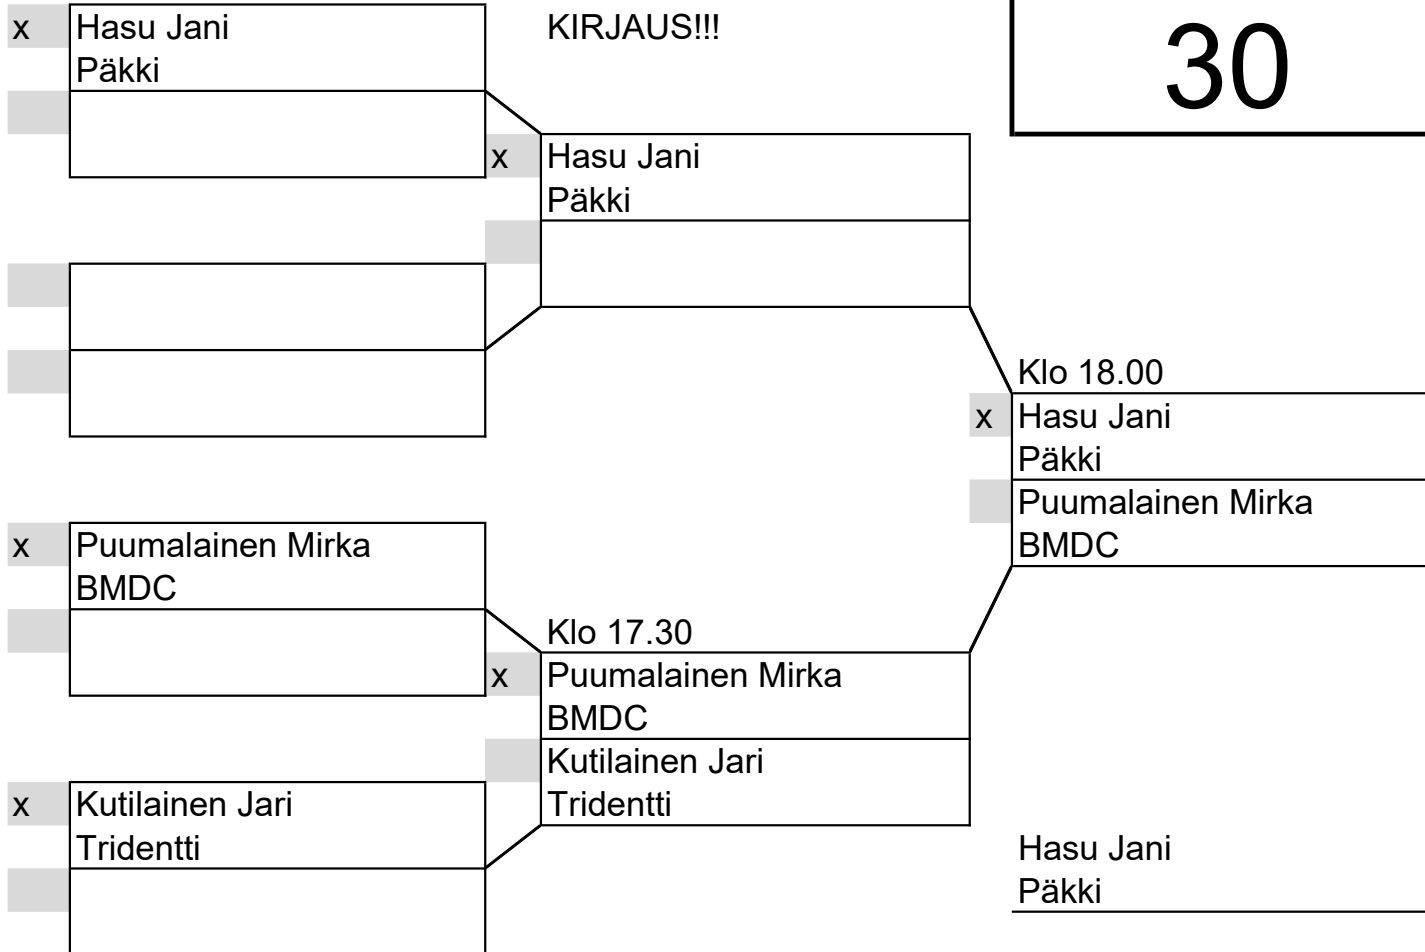 x Hasu Jani
Päkki
KIRJAUS!!!
30
x Hasu Jani
Päkki
Klo 18.00
x Hasu Jani
Päkki
Puumalainen Mirka
BMDC
x Puumalainen Mirka
BMDC
Klo 17.30
x Puumalainen Mirka
BMDC
Kutilainen Jari
Tridentti
x Kutilainen Jari
Tridentti
Hasu Jani
Päkki